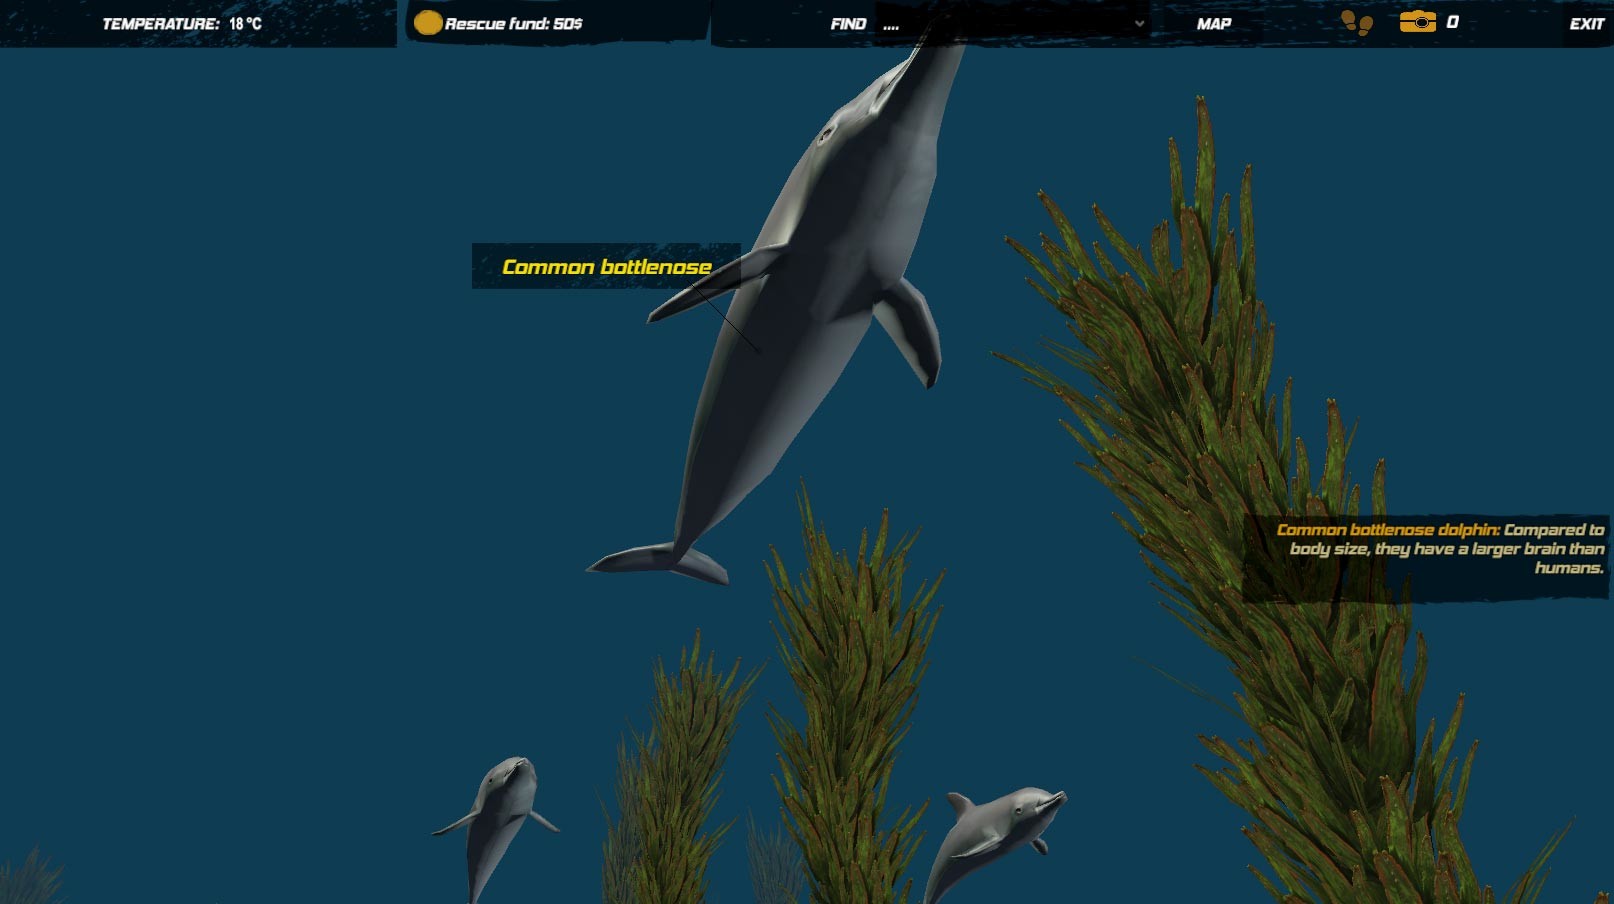 TEMPERATURE: 18°C
Rescue fund: 50$
FIND ....
MAP
0
EXIT
Common bottlenose
Common bottlenose dolphin: Compared to
body size, they have a larger brain than
humans.